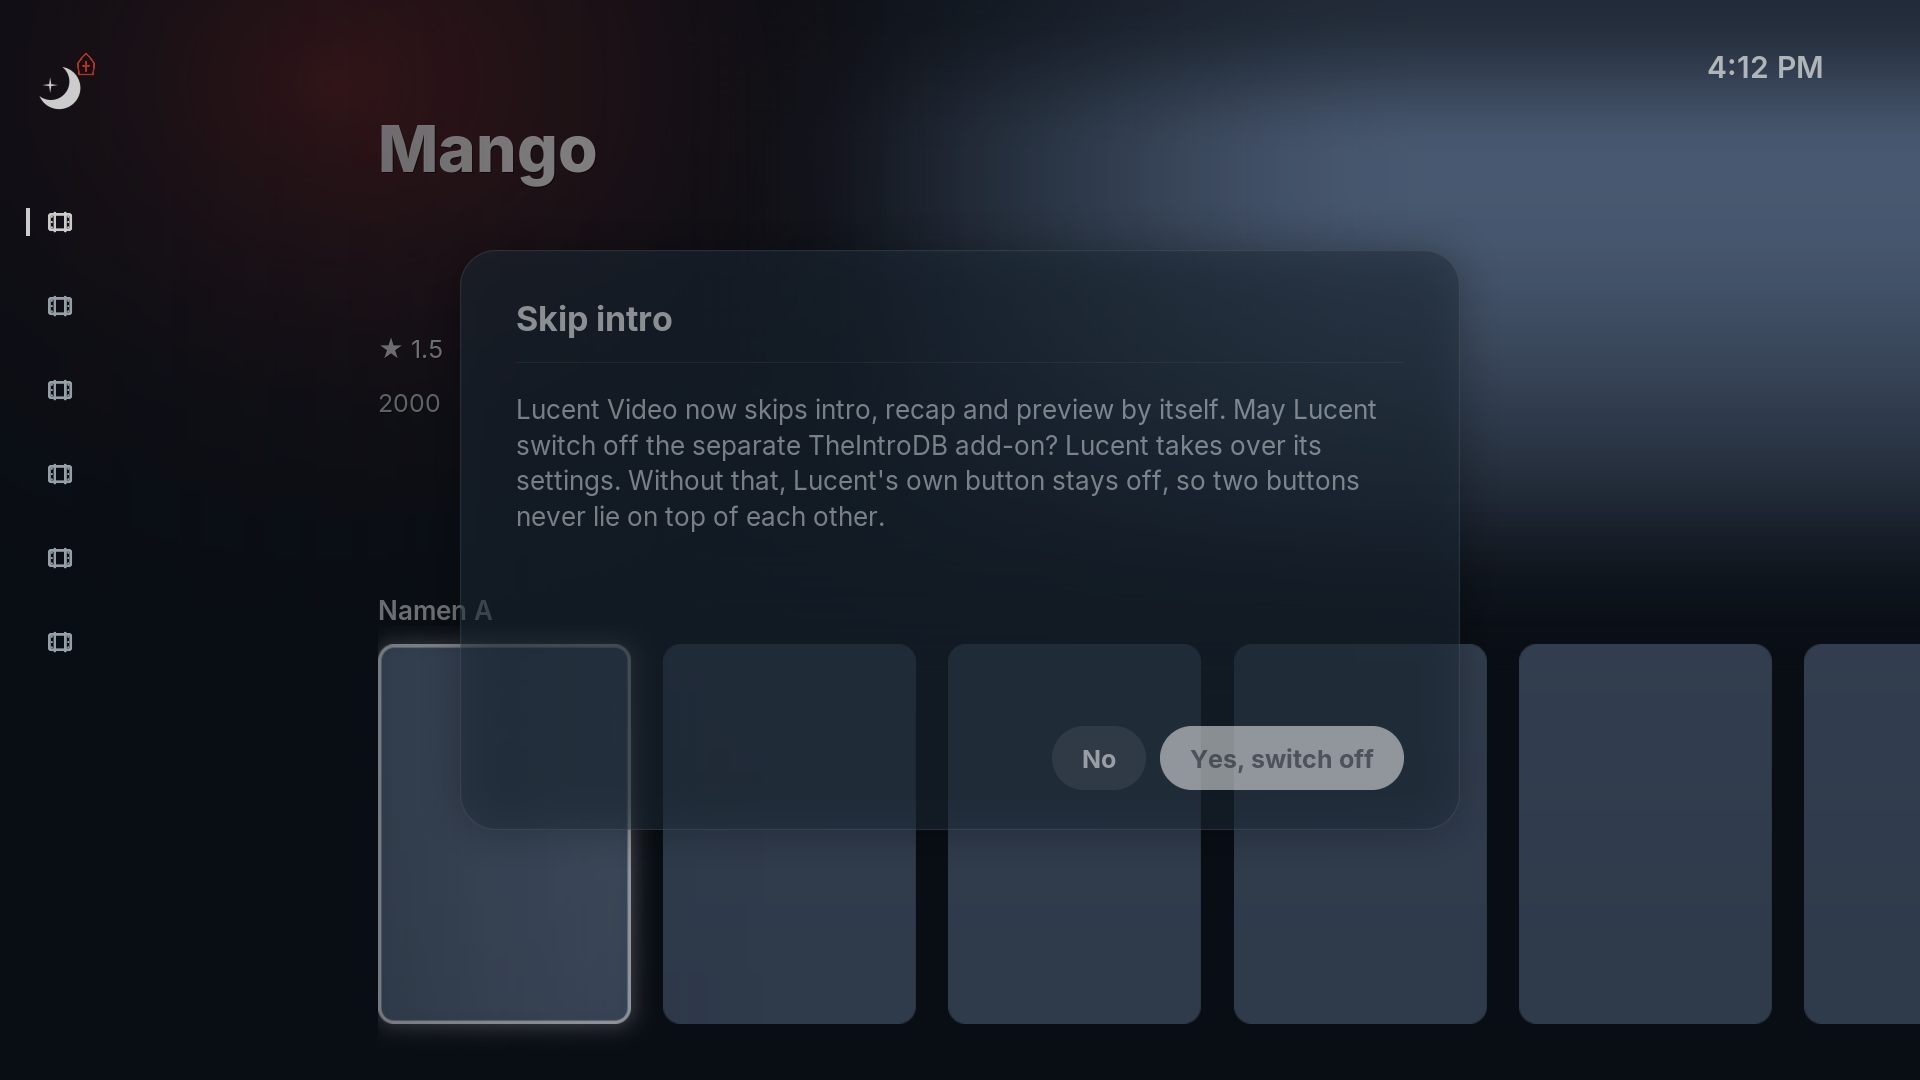 4:12 PM
Mango
Skip intro
★ 1.5
2000
Lucent Video now skips intro, recap and preview by itself. May Lucent
switch off the separate TheIntroDB add-on? Lucent takes over its
settings. Without that, Lucent's own button stays off, so two buttons
never lie on top of each other.
Namen A
No
Yes, switch off